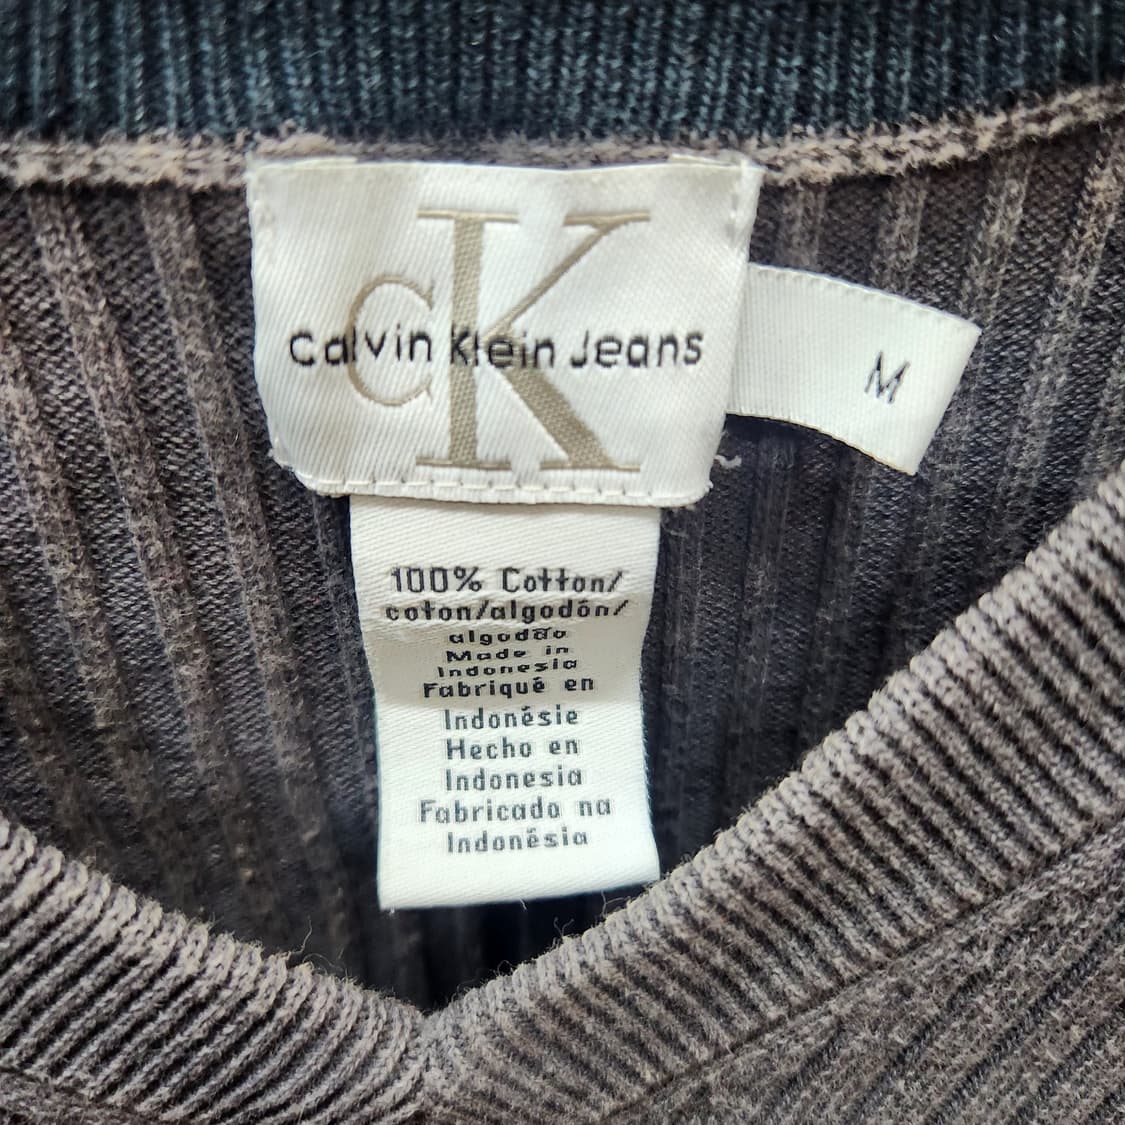 cK
Calvin Klein Jeans
M
100% Cotton/
coton/algodón/
algodão
Made in
Indonesia
Fabriqué en
Indonésie
Hecho en
Indonesia
Fabricado na
Indonésia